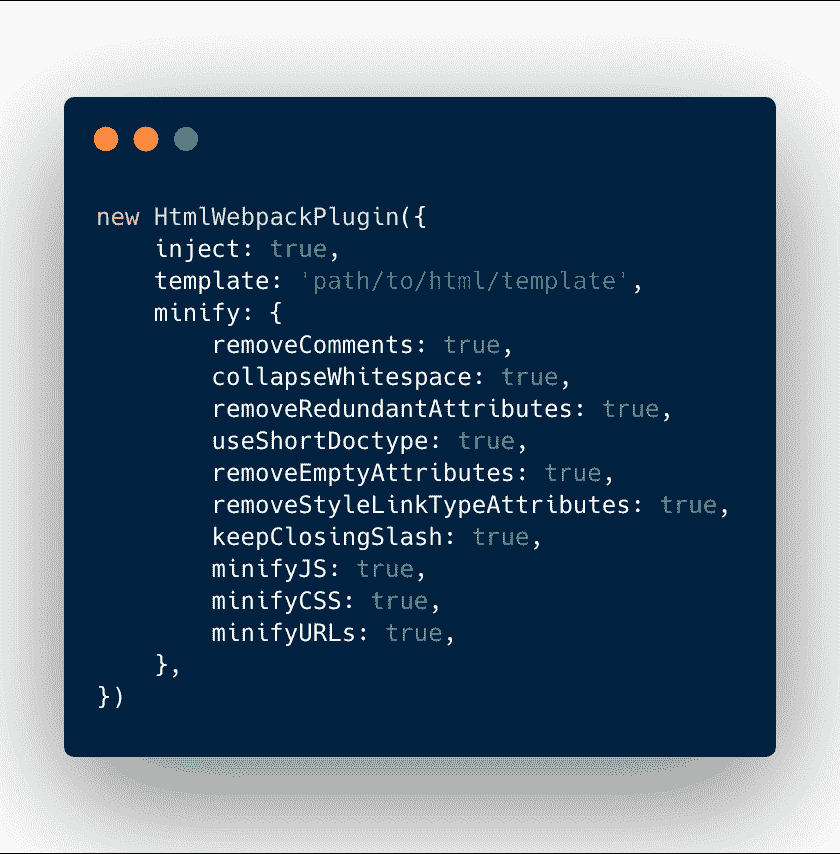 new HtmlWebpackPlugin({
    inject: true,
    template: 'path/to/html/template',
    minify: {
        removeComments: true,
        collapseWhitespace: true,
        removeRedundantAttributes: true,
        useShortDoctype: true,
        removeEmptyAttributes: true,
        removeStyleLinkTypeAttributes: true,
        keepClosingSlash: true,
        minifyJS: true,
        minifyCSS: true,
        minifyURLs: true,
    },
})